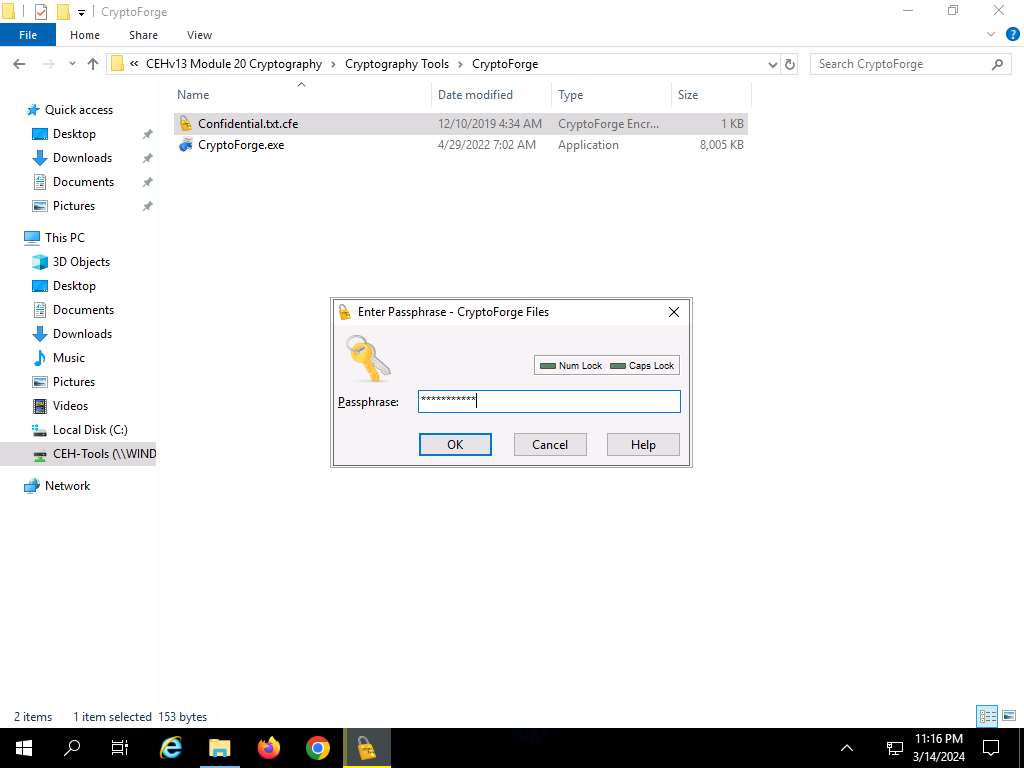 CryptoForge
File Home Share View
« CEHv13 Module 20 Cryptography > Cryptography Tools > CryptoForge
Search CryptoForge
Name Date modified Type Size
Confidential.txt.cfe 12/10/2019 4:34 AM CryptoForge Encr... 1 KB
CryptoForge.exe 4/29/2022 7:02 AM Application 8,005 KB
Quick access
Desktop
Downloads
Documents
Pictures
This PC
3D Objects
Desktop
Documents
Downloads
Music
Pictures
Videos
Local Disk (C:)
CEH-Tools (\\WIND
Network
Enter Passphrase - CryptoForge Files
Num Lock Caps Lock
Passphrase: ***********
OK Cancel Help
2 items 1 item selected 153 bytes
11:16 PM
3/14/2024